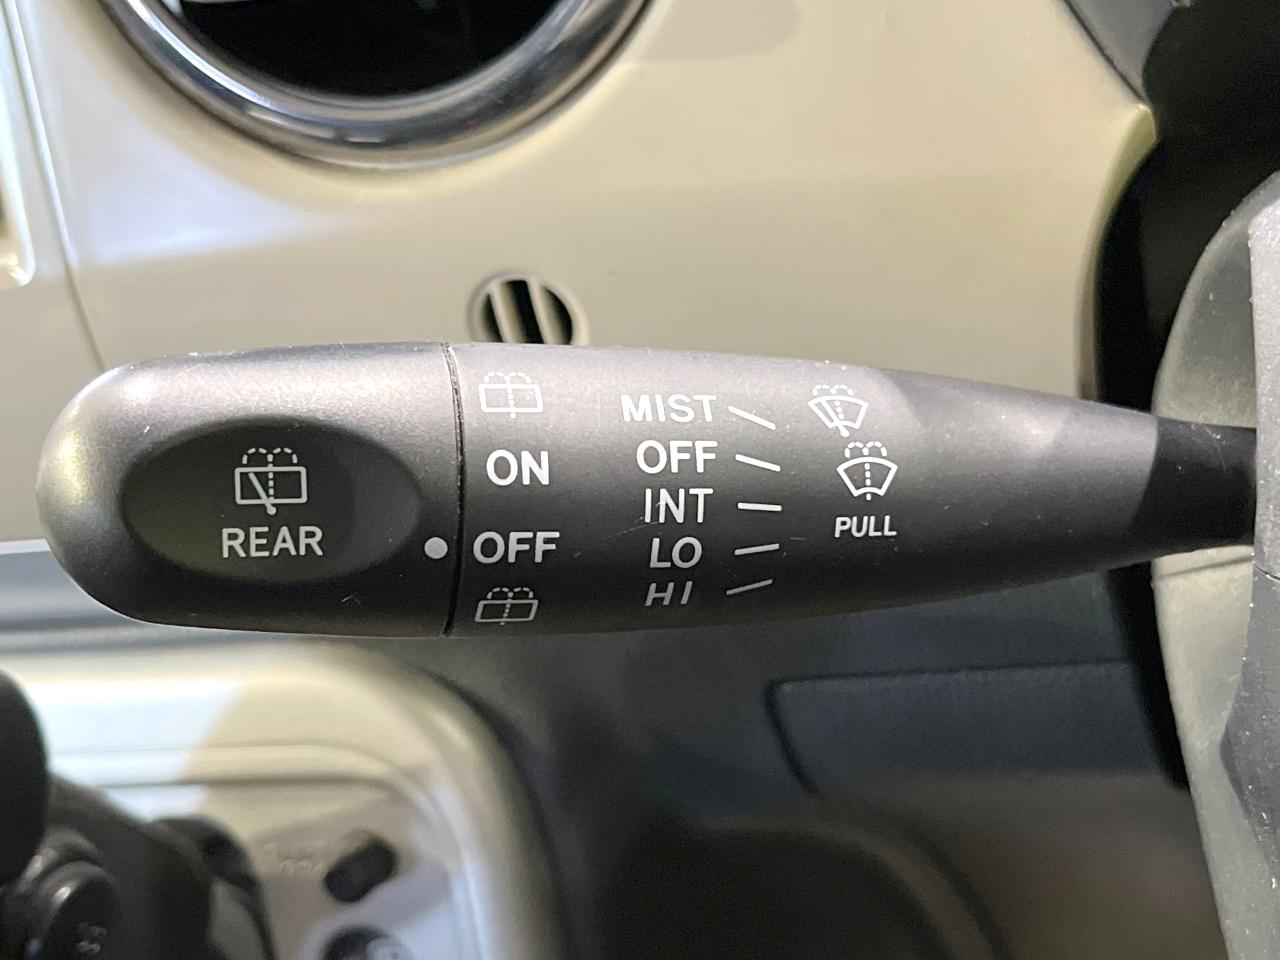 REAR
ON
OFF
MIST
OFF
INT
LO
HI
PULL